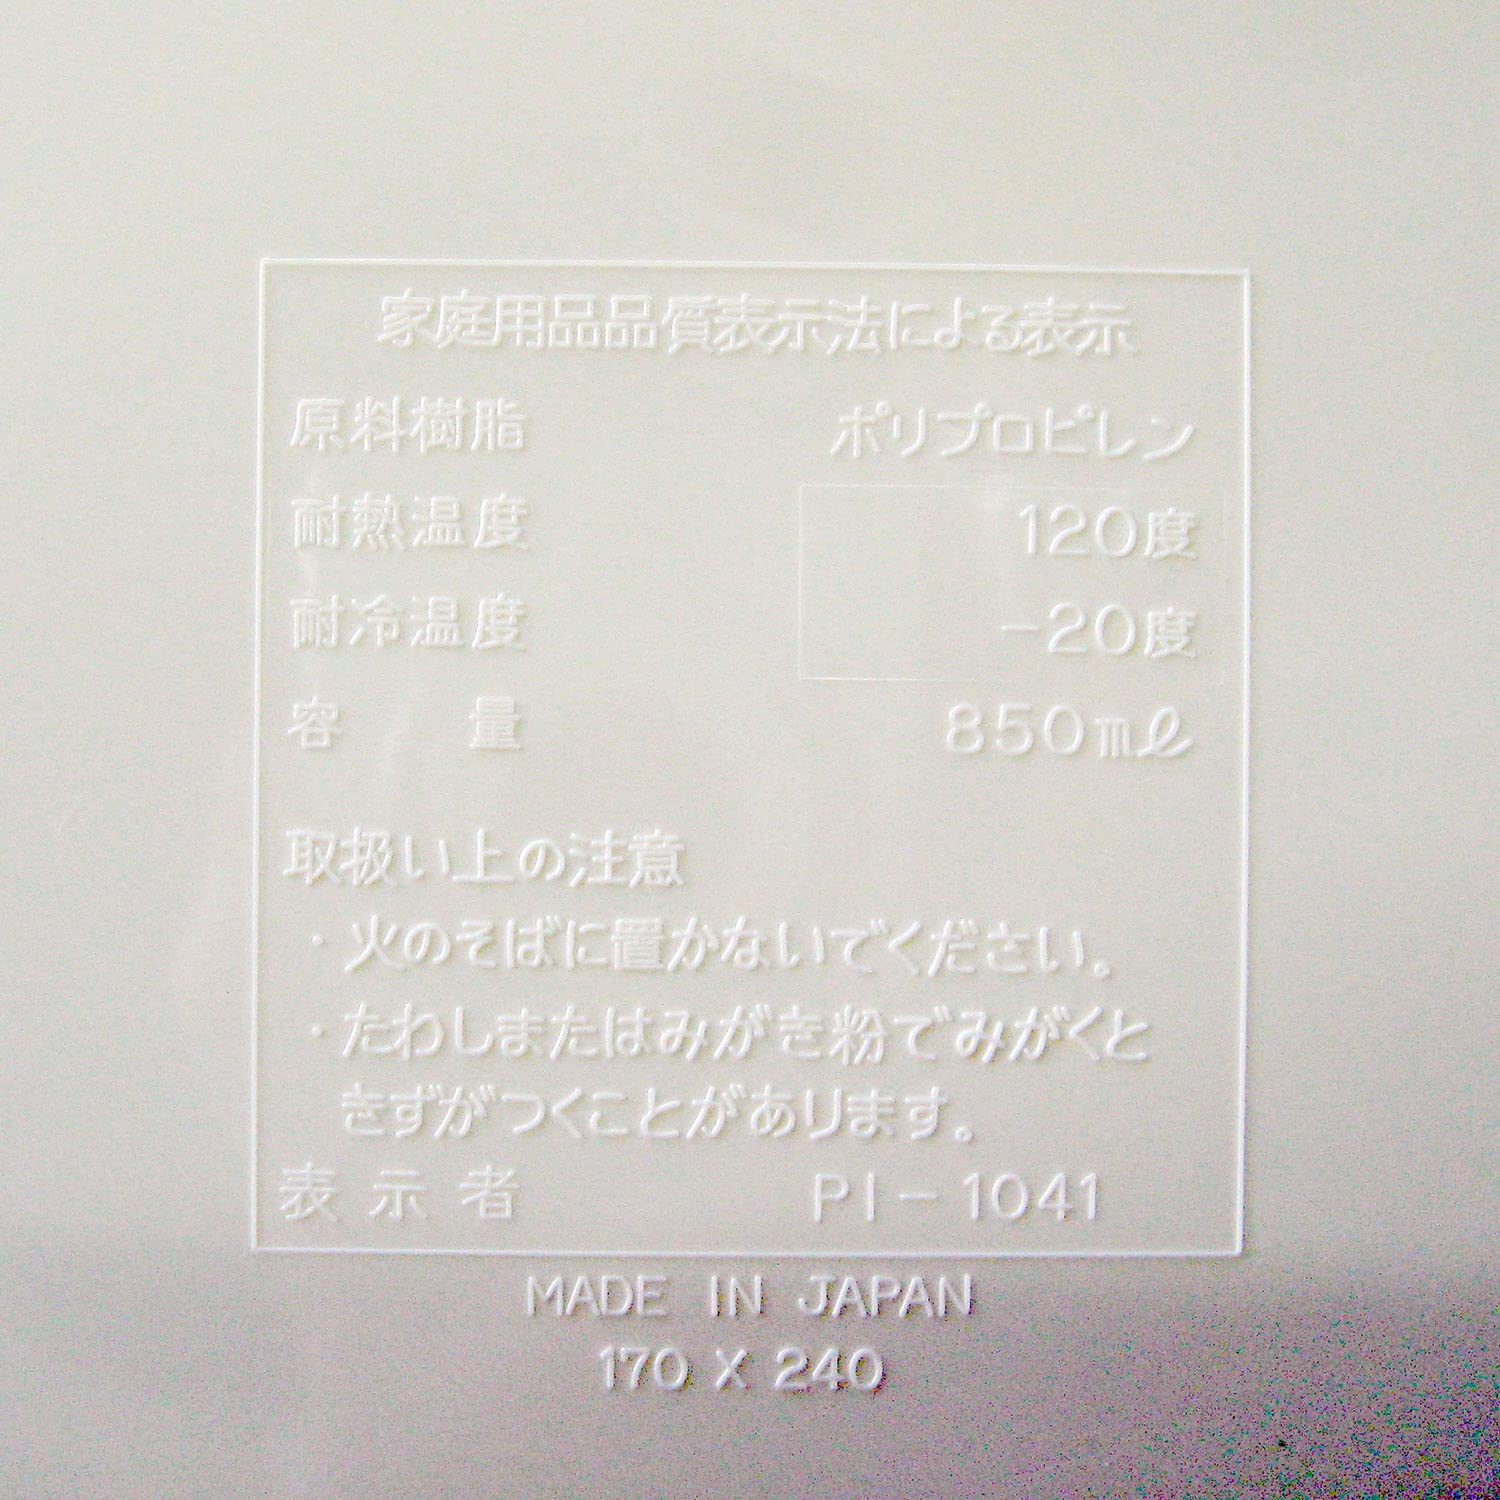 家庭用品品質表示法による表示
原料樹脂 ポリプロピレン
耐熱温度 120度
耐冷温度 -20度
容 量 850mℓ
取扱い上の注意
・火のそばに置かないでください。
・たわしまたはみがき粉でみがくと
きずがつくことがあります。
表示者 PI-1041
MADE IN JAPAN
170 X 240